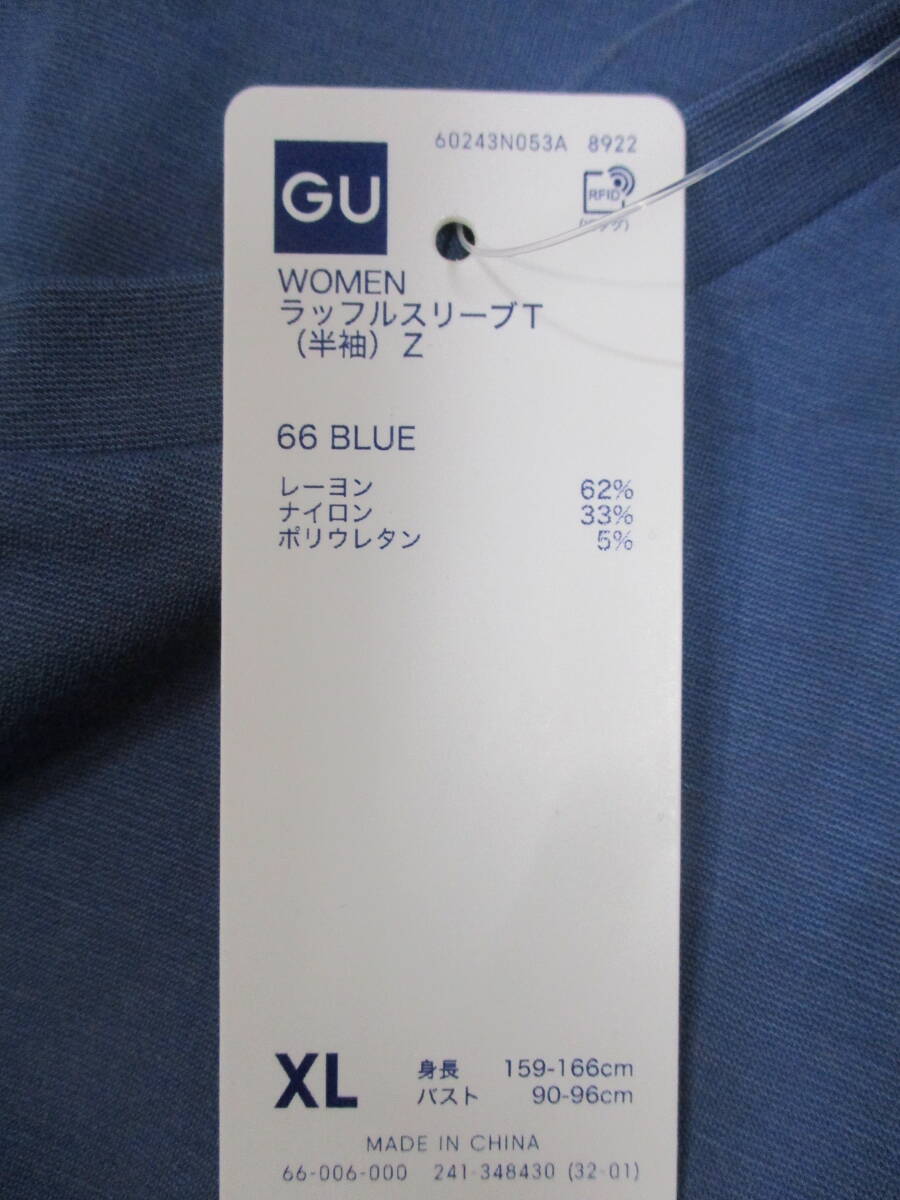 60243N053A 8922
GU
RFID
WOMEN
ラッフルスリーブT
(半袖) Z
66 BLUE
レーヨン 62%
ナイロン 33%
ポリウレタン 5%
XL 身長 159-166cm
バスト 90-96cm
MADE IN CHINA
66-006-000 241-348430 (32-01)